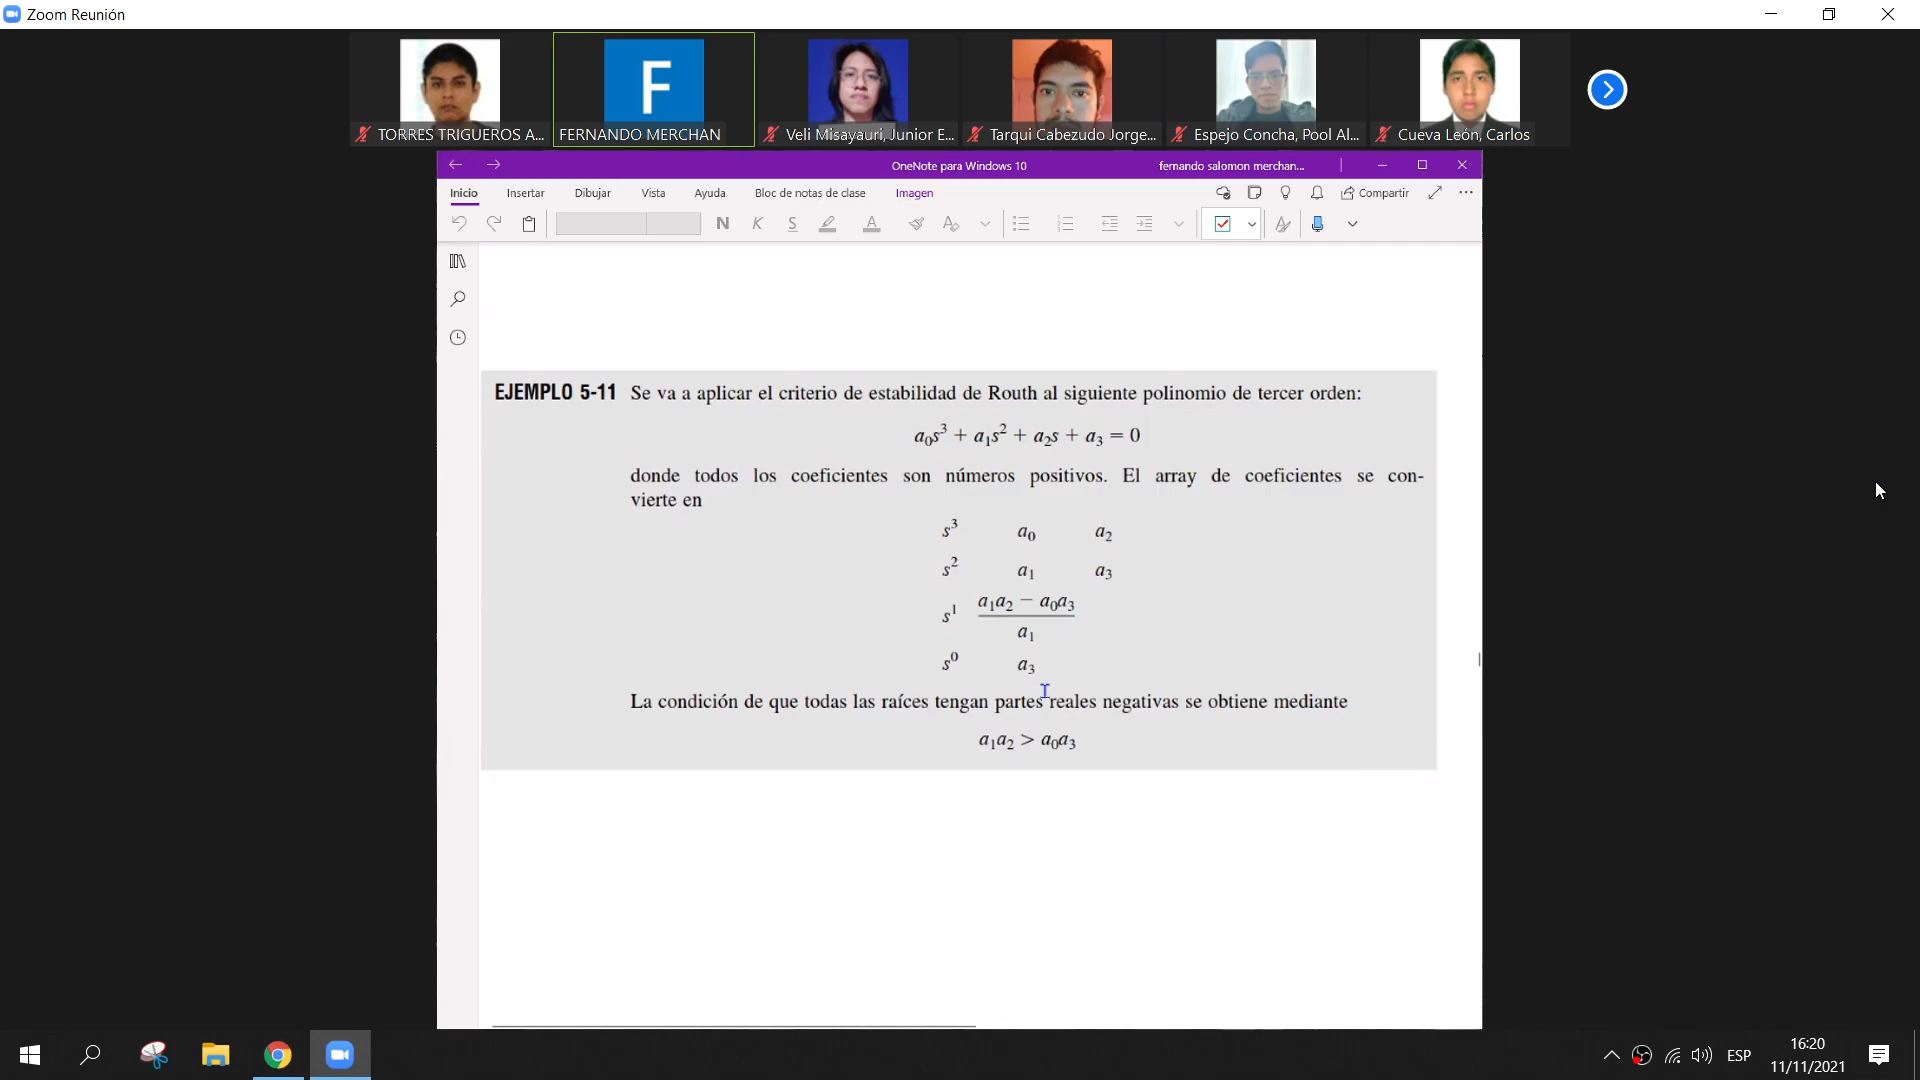 Zoom Reunión
F
TORRES TRIGUEROS A...
FERNANDO MERCHAN
Veli Misayauri, Junior E...
Tarqui Cabezudo Jorge...
Espejo Concha, Pool Al...
Cueva León, Carlos
OneNote para Windows 10
fernando salomon merchan...
Inicio Insertar Dibujar Vista Ayuda Bloc de notas de clase Imagen Compartir
N K S A A
EJEMPLO 5-11 Se va a aplicar el criterio de estabilidad de Routh al siguiente polinomio de tercer orden:
a₀s³ + a₁s² + a₂s + a₃ = 0
donde todos los coeficientes son números positivos. El array de coeficientes se con-
vierte en
s³ a₀ a₂
s² a₁ a₃
a₁a₂ − a₀a₃
s¹
a₁
s⁰ a₃
La condición de que todas las raíces tengan partes reales negativas se obtiene mediante
a₁a₂ > a₀a₃
ESP
16:20
11/11/2021